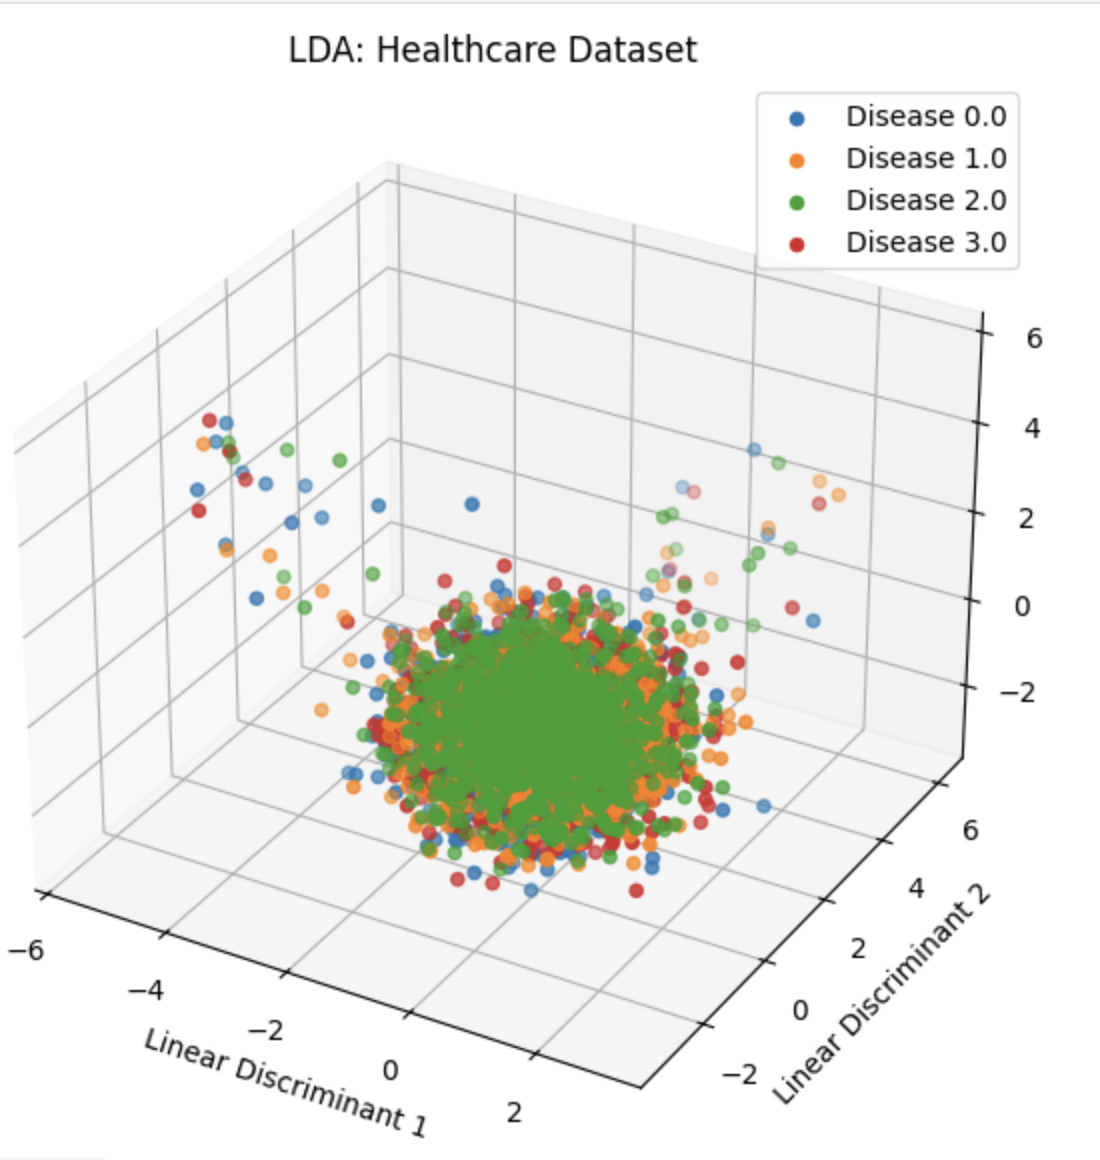 LDA: Healthcare Dataset
Disease 0.0
Disease 1.0
Disease 2.0
Disease 3.0
6
4
2
0
−2
6
4
2
0
−2
Linear Discriminant 2
−6
−4
−2
0
2
Linear Discriminant 1